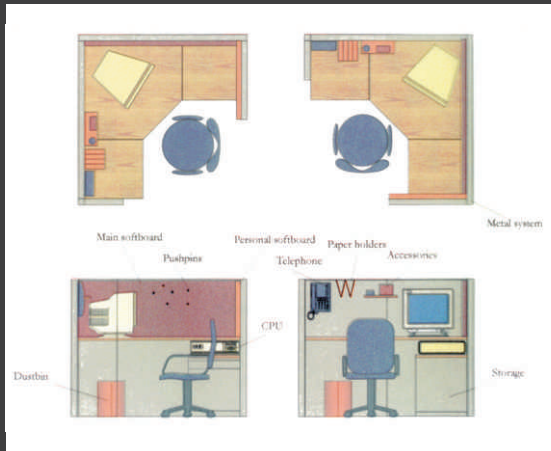 Metal system
Main softboard
Personal softboard
Paper holders
Pushpins
Telephone
Accessories
CPU
Dustbin
Storage